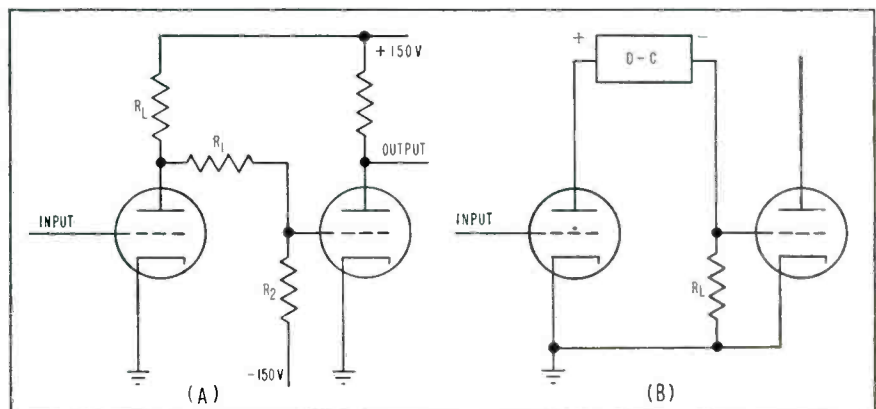 +150V
R_L
R_1
OUTPUT
INPUT
R_2
-150V
(A)
+ D-C -
INPUT
R_L
(B)